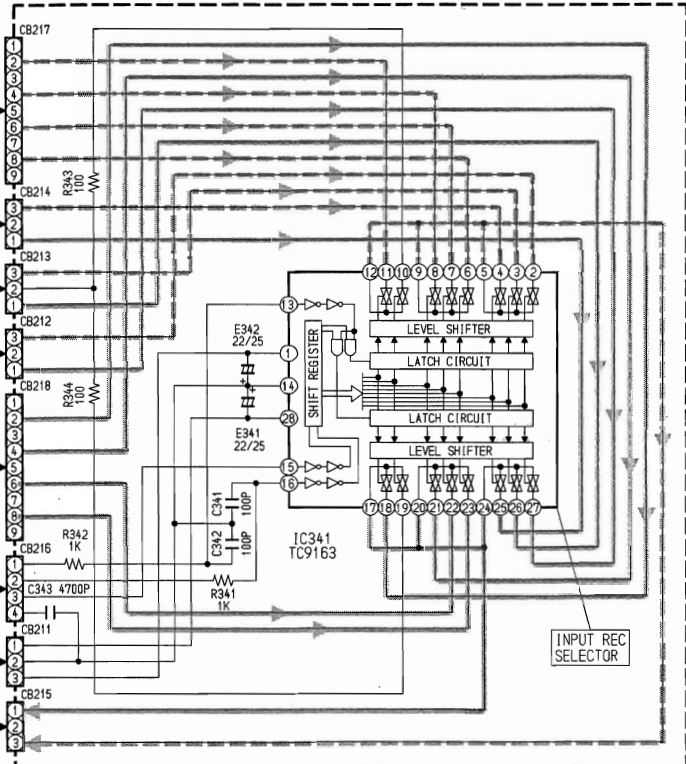 CB217
1
2
3
4
5
6
7
8
9
R343
100
CB214
3
2
1
CB213
3
2
1
CB212
3
2
1
R344
100
CB218
1
2
3
4
5
6
7
8
9
CB216
1
2
3
4
R342
1K
C343 4700P
CB211
1
2
3
CB215
1
2
3
12 11 10 9 8 7 6 5 4 3 2
13
1
14
28
15
16
E342
22/25
+
+
E341
22/25
SHIFT REGISTER
LEVEL SHIFTER
LATCH CIRCUIT
LATCH CIRCUIT
LEVEL SHIFTER
17 18 19 20 21 22 23 24 25 26 27
C341
100P
C342
100P
R341
1K
IC341
TC9163
INPUT REC
SELECTOR